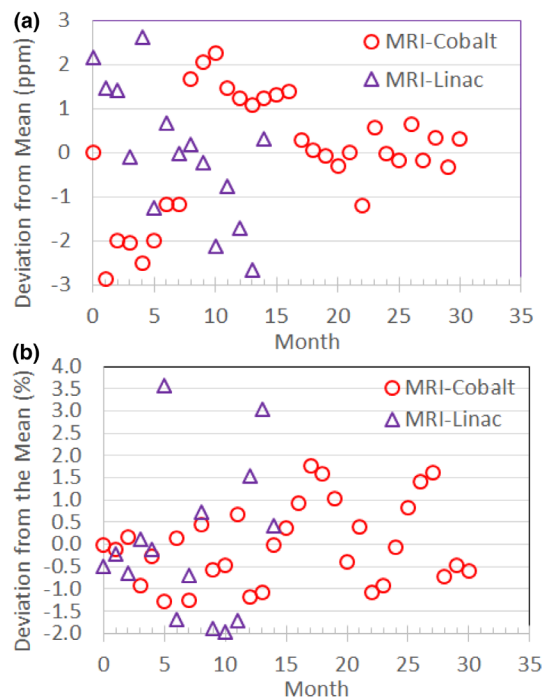 (a)
Deviation from Mean (ppm)
3
2
1
0
-1
-2
-3
MRI-Cobalt
MRI-Linac
0 5 10 15 20 25 30 35
Month
(b)
Deviation from the Mean (%)
4.0
3.5
3.0
2.5
2.0
1.5
1.0
0.5
0.0
-0.5
-1.0
-1.5
-2.0
MRI-Cobalt
MRI-Linac
0 5 10 15 20 25 30 35
Month